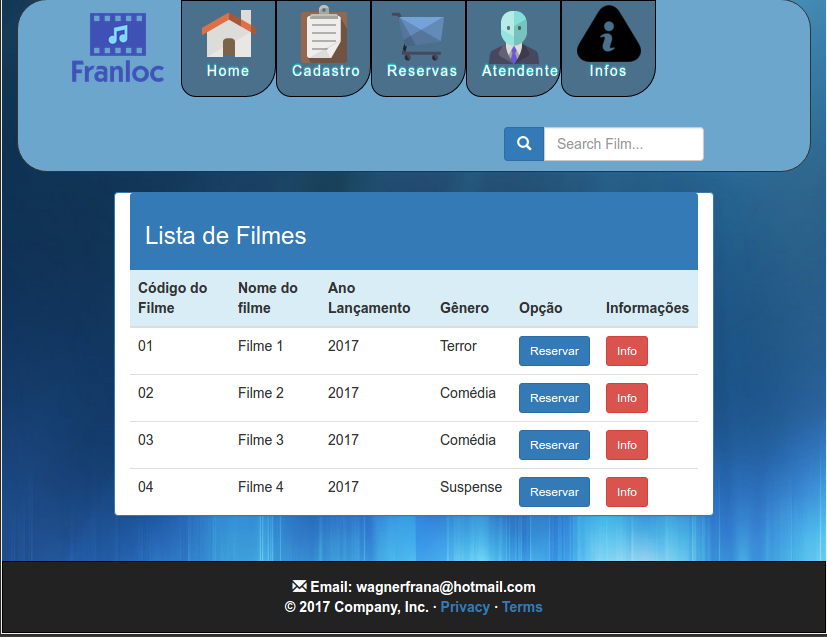 Franloc
Home
Cadastro
Reservas
Atendente
Infos
Search Film...
Lista de Filmes
Código do Filme Nome do filme Ano Lançamento Gênero Opção Informações
01 Filme 1 2017 Terror Reservar Info
02 Filme 2 2017 Comédia Reservar Info
03 Filme 3 2017 Comédia Reservar Info
04 Filme 4 2017 Suspense Reservar Info
Email: wagnerfrana@hotmail.com
© 2017 Company, Inc. · Privacy · Terms